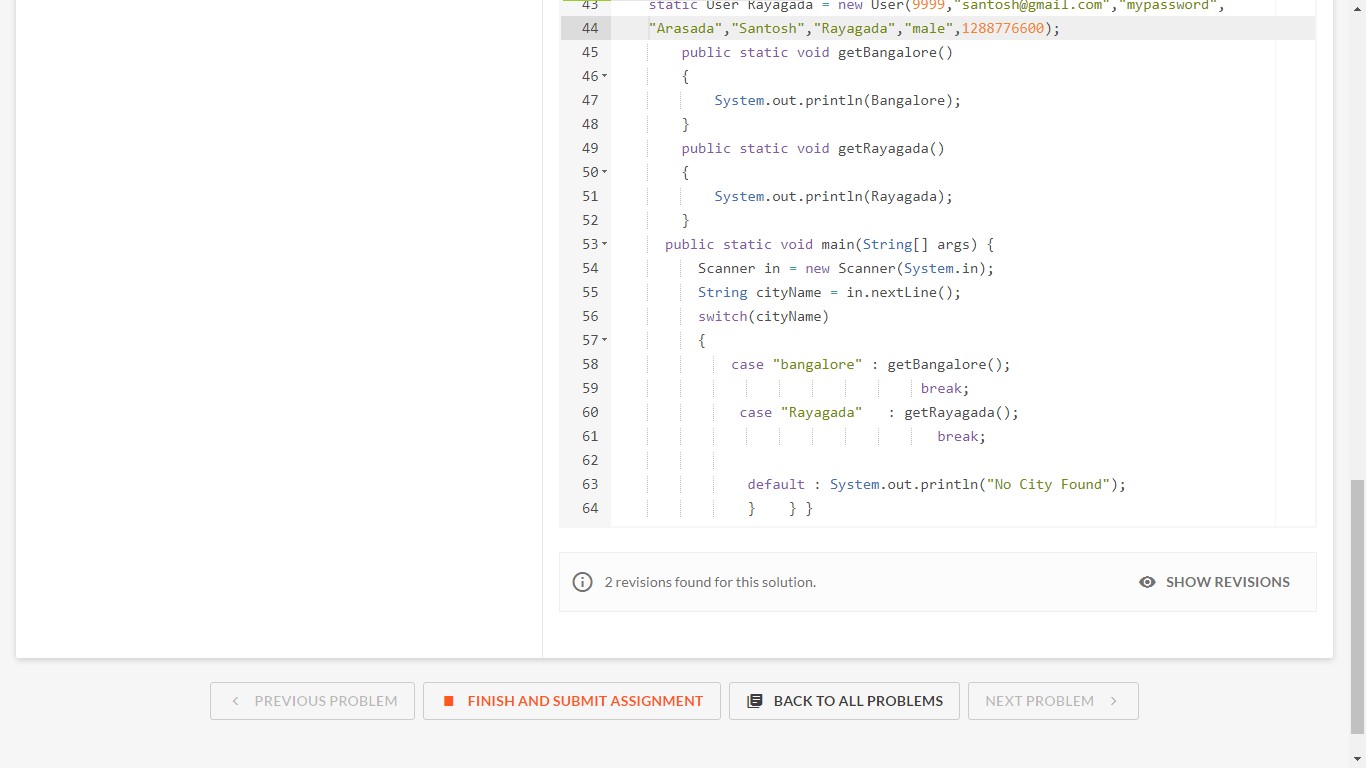 43 static User Rayagada = new User(9999,"santosh@gmail.com","mypassword",
44 "Arasada","Santosh","Rayagada","male",1288776600);
45 public static void getBangalore()
46 {
47 System.out.println(Bangalore);
48 }
49 public static void getRayagada()
50 {
51 System.out.println(Rayagada);
52 }
53 public static void main(String[] args) {
54 Scanner in = new Scanner(System.in);
55 String cityName = in.nextLine();
56 switch(cityName)
57 {
58 case "bangalore" : getBangalore();
59 break;
60 case "Rayagada" : getRayagada();
61 break;
62
63 default : System.out.println("No City Found");
64 } } }
2 revisions found for this solution. SHOW REVISIONS
PREVIOUS PROBLEM FINISH AND SUBMIT ASSIGNMENT BACK TO ALL PROBLEMS NEXT PROBLEM